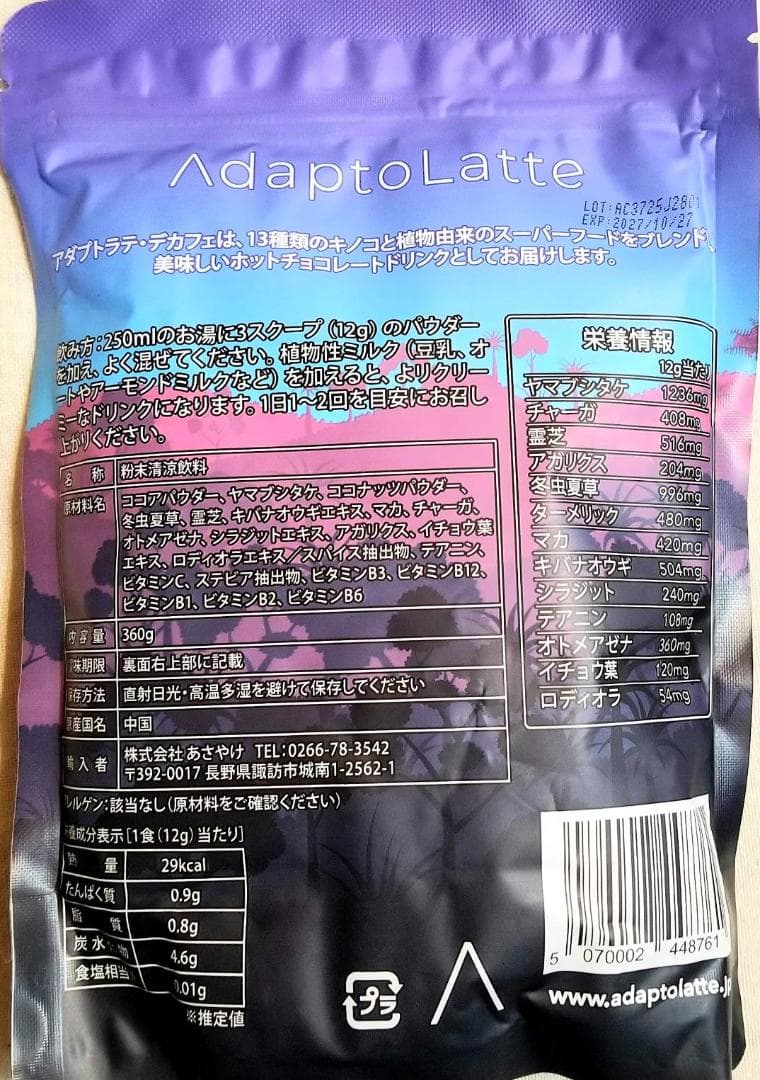 AdaptoLatte
LOT:AC3725J2801
EXP:2027/10/27
アダプトラテ・デカフェは、13種類のキノコと植物由来のスーパーフードをブレンド、
美味しいホットチョコレートドリンクとしてお届けします。
飲み方：250mlのお湯に3スクープ（12g）のパウダー
を加え、よく混ぜてください。植物性ミルク（豆乳、オ
ートやアーモンドミルクなど）を加えると、よりクリー
ミーなドリンクになります。1日1〜2回を目安にお召し
上がりください。
名 称 粉末清涼飲料
原材料名 ココアパウダー、ヤマブシタケ、ココナッツパウダー、
冬虫夏草、霊芝、キバナオウギエキス、マカ、チャーガ、
オトメアゼナ、シラジットエキス、アガリクス、イチョウ葉
エキス、ロディオラエキス／スパイス抽出物、テアニン、
ビタミンC、ステビア抽出物、ビタミンB3、ビタミンB12、
ビタミンB1、ビタミンB2、ビタミンB6
内容量 360g
味期限 裏面右上部に記載
保存方法 直射日光・高温多湿を避けて保存してください
原産国名 中国
輸入者 株式会社 あさやけ TEL：0266-78-3542
〒392-0017 長野県諏訪市城南1-2562-1
レルゲン：該当なし（原材料をご確認ください）
栄養情報
12g当たり
ヤマブシタケ 1236mg
チャーガ 408mg
霊芝 516mg
アガリクス 204mg
冬虫夏草 996mg
ターメリック 480mg
マカ 420mg
キバナオウギ 504mg
シラジット 240mg
テアニン 108mg
オトメアゼナ 360mg
イチョウ葉 120mg
ロディオラ 54mg
養成分表示［1食（12g）当たり］
熱 量 29kcal
たんぱく質 0.9g
脂 質 0.8g
炭水物 4.6g
食塩相当 0.01g
※推定値
プラ
5 070002 448761
www.adaptolatte.jp